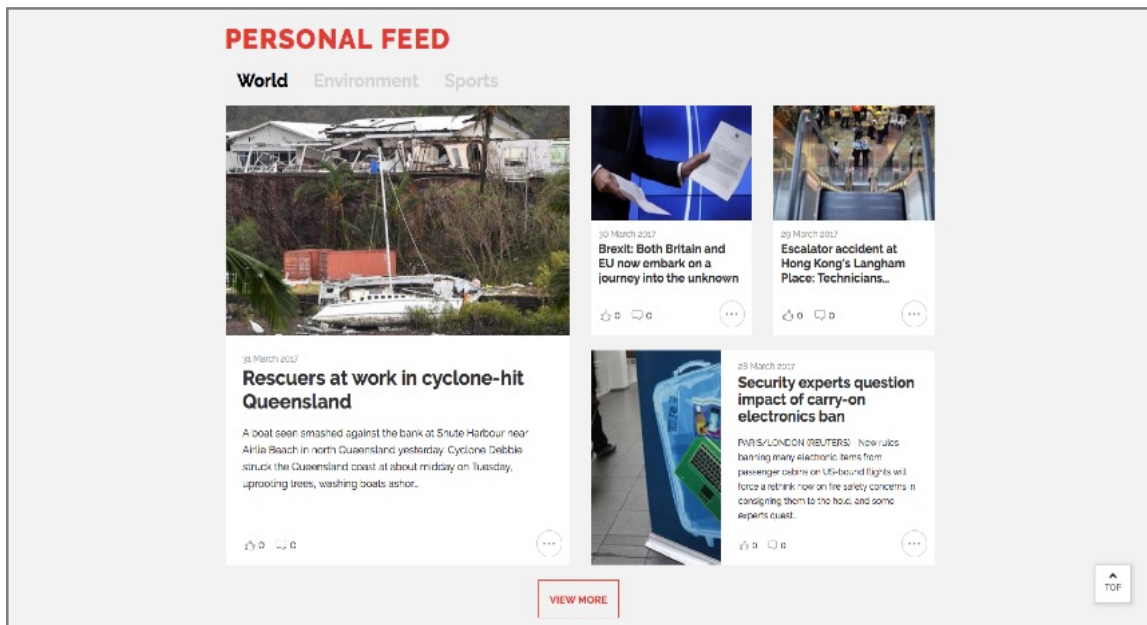 PERSONAL FEED
World Environment Sports
31 March 2017
Rescuers at work in cyclone-hit
Queensland
A boat seen smashed against the bank at Shute Harbour near
Airlie Beach in north Queensland yesterday. Cyclone Debbie
struck the Queensland coast at about midday on Tuesday,
uprooting trees, washing boats ashor...
0 0
30 March 2017
Brexit: Both Britain and
EU now embark on a
journey into the unknown
0 0
29 March 2017
Escalator accident at
Hong Kong's Langham
Place: Technicians...
0 0
28 March 2017
Security experts question
impact of carry-on
electronics ban
PARIS/LONDON (REUTERS) - New rules
banning many electronic items from
passenger cabins on US-bound flights will
force a rethink now on fire safety concerns in
consigning them to the hold, and some
experts quest...
0 0
VIEW MORE
TOP